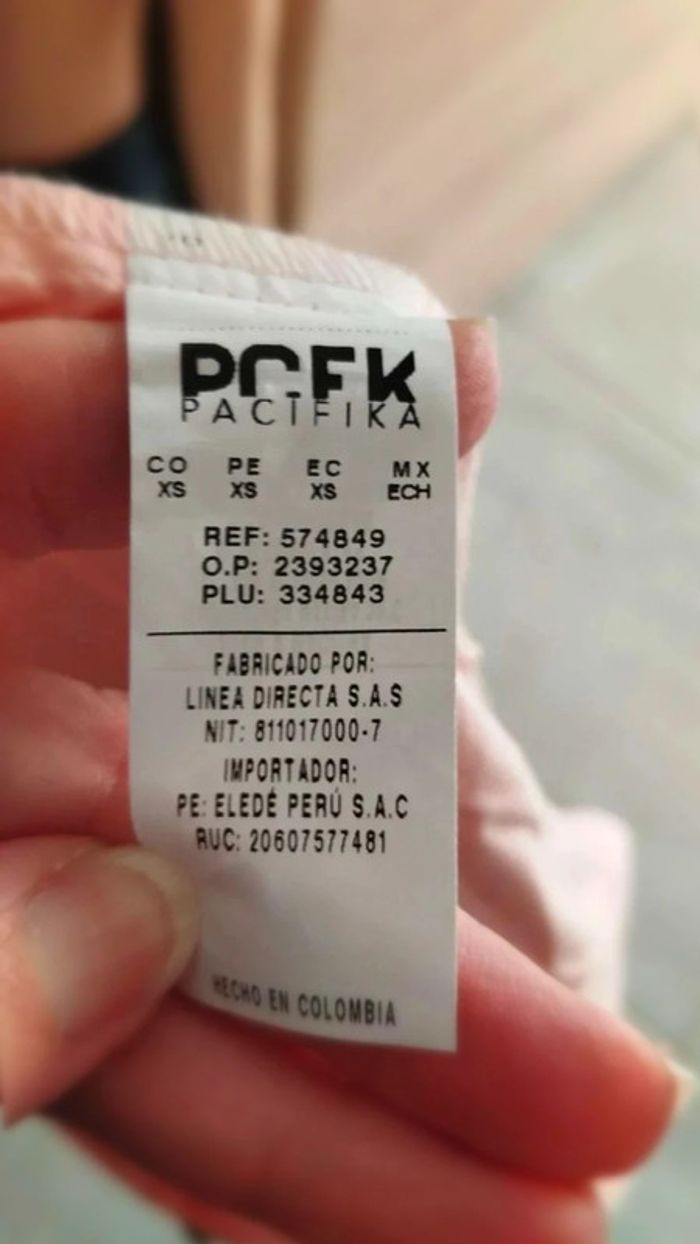 PCFK
PACIFIKA
CO PE EC MX
XS XS XS ECH
REF: 574849
O.P: 2393237
PLU: 334843
FABRICADO POR:
LINEA DIRECTA S.A.S
NIT: 811017000-7
IMPORTADOR:
PE: ELEDÉ PERÚ S.A.C
RUC: 20607577481
HECHO EN COLOMBIA